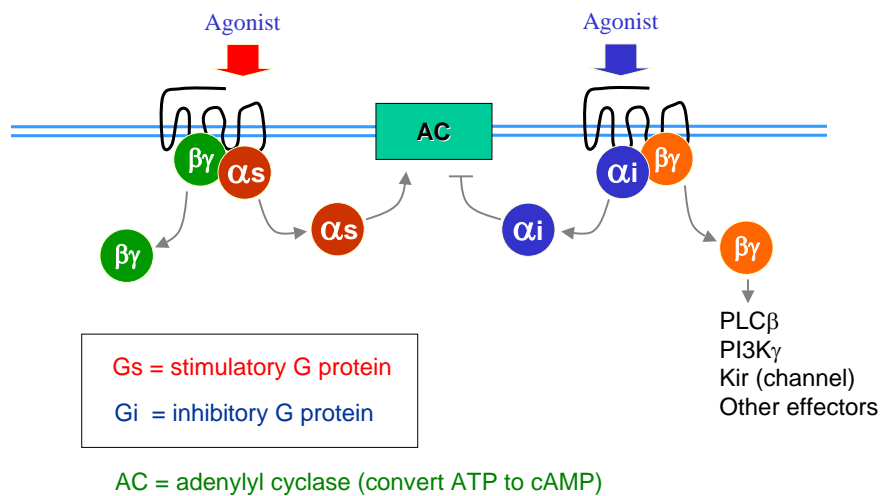 Agonist
Agonist
AC
βγ
αs
αi
βγ
βγ
αs
αi
βγ
PLCβ
PI3Kγ
Kir (channel)
Other effectors
Gs = stimulatory G protein
Gi = inhibitory G protein
AC = adenylyl cyclase (convert ATP to cAMP)